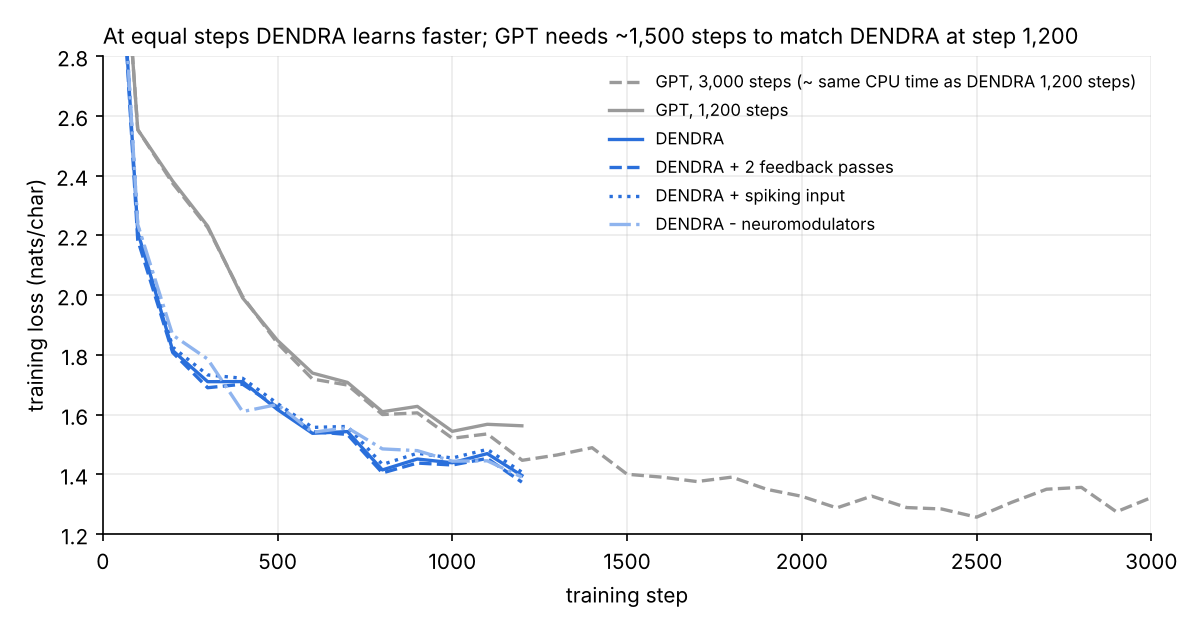 At equal steps DENDRA learns faster; GPT needs ~1,500 steps to match DENDRA at step 1,200
GPT, 3,000 steps (~ same CPU time as DENDRA 1,200 steps)
GPT, 1,200 steps
DENDRA
DENDRA + 2 feedback passes
DENDRA + spiking input
DENDRA - neuromodulators
training loss (nats/char)
2.8
2.6
2.4
2.2
2.0
1.8
1.6
1.4
1.2
0 500 1000 1500 2000 2500 3000
training step